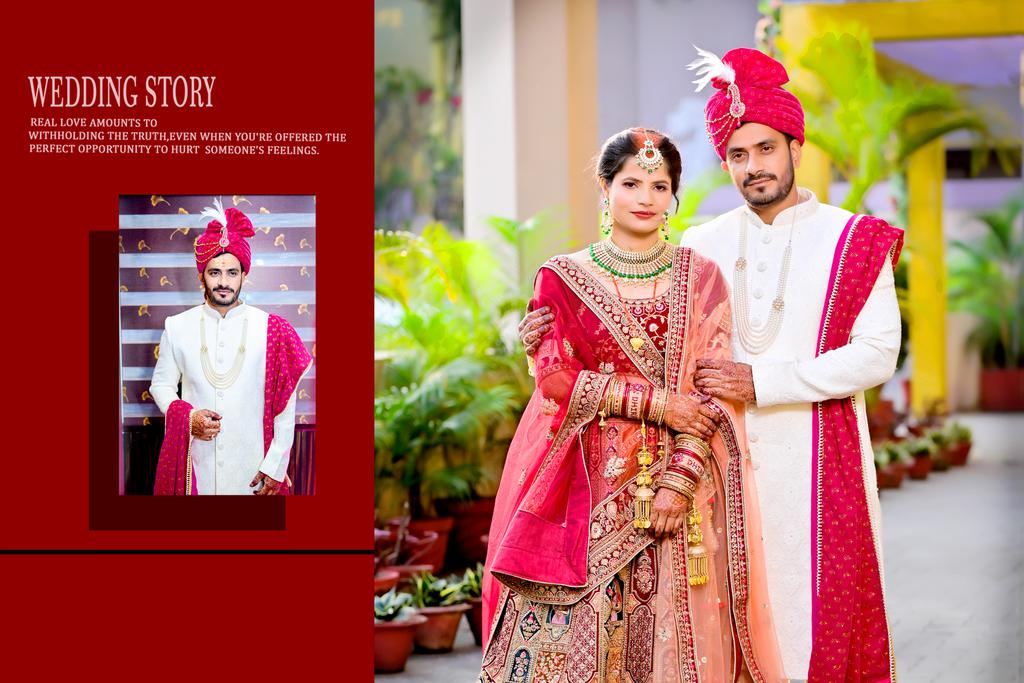 WEDDING STORY
REAL LOVE AMOUNTS TO
WITHHOLDING THE TRUTH,EVEN WHEN YOU'RE OFFERED THE
PERFECT OPPORTUNITY TO HURT SOMEONE'S FEELINGS.